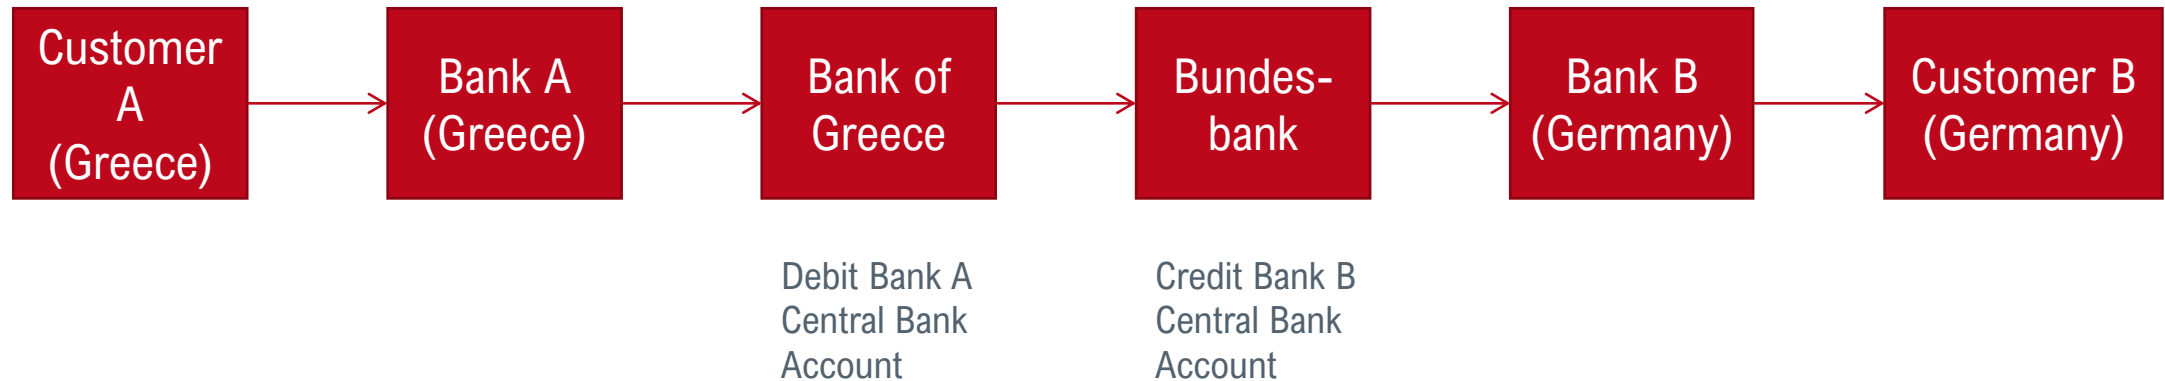 Customer
A
(Greece)
Bank A
(Greece)
Bank of
Greece
Bundes-
bank
Bank B
(Germany)
Customer B
(Germany)
Debit Bank A
Central Bank
Account
Credit Bank B
Central Bank
Account